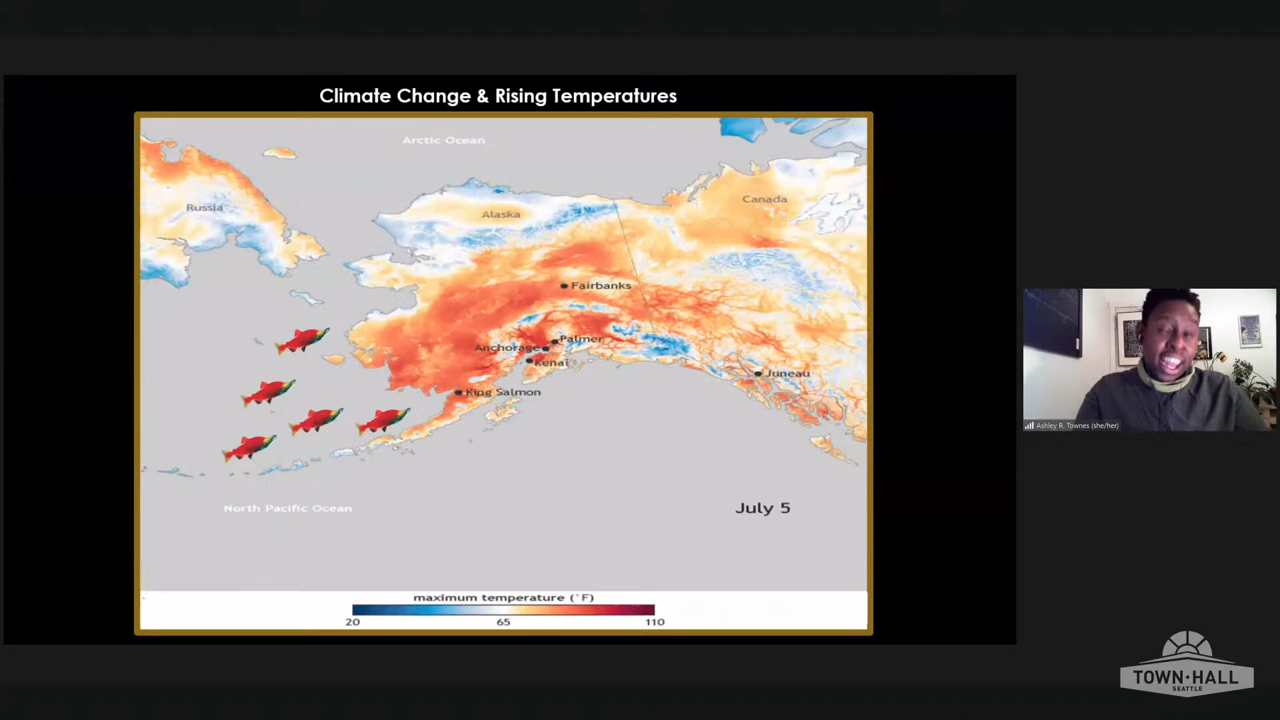 Climate Change & Rising Temperatures
Arctic Ocean
Russia
Alaska
Canada
Fairbanks
Palmer
Anchorage
Kenai
Juneau
King Salmon
North Pacific Ocean
July 5
maximum temperature (°F)
20 65 110
Ashley R. Townes (she/her)
TOWN HALL
SEATTLE